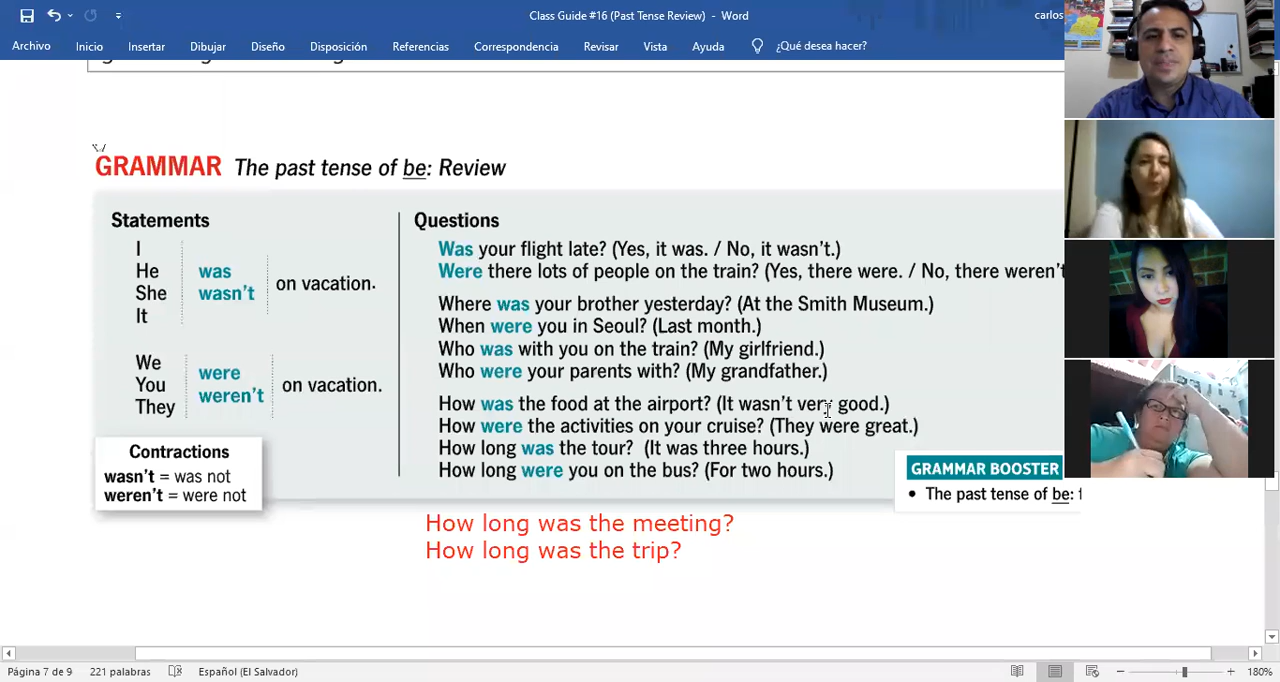 Class Guide #16 (Past Tense Review) - Word
carlos
Archivo Inicio Insertar Dibujar Diseño Disposición Referencias Correspondencia Revisar Vista Ayuda ¿Qué desea hacer?
GRAMMAR The past tense of be: Review
Statements
I
He
She
It
was
wasn't
on vacation.
We
You
They
were
weren't
on vacation.
Contractions
wasn't = was not
weren't = were not
Questions
Was your flight late? (Yes, it was. / No, it wasn't.)
Were there lots of people on the train? (Yes, there were. / No, there weren't
Where was your brother yesterday? (At the Smith Museum.)
When were you in Seoul? (Last month.)
Who was with you on the train? (My girlfriend.)
Who were your parents with? (My grandfather.)
How was the food at the airport? (It wasn't very good.)
How were the activities on your cruise? (They were great.)
How long was the tour? (It was three hours.)
How long were you on the bus? (For two hours.)
GRAMMAR BOOSTER
• The past tense of be:
How long was the meeting?
How long was the trip?
Página 7 de 9 221 palabras Español (El Salvador) 180%